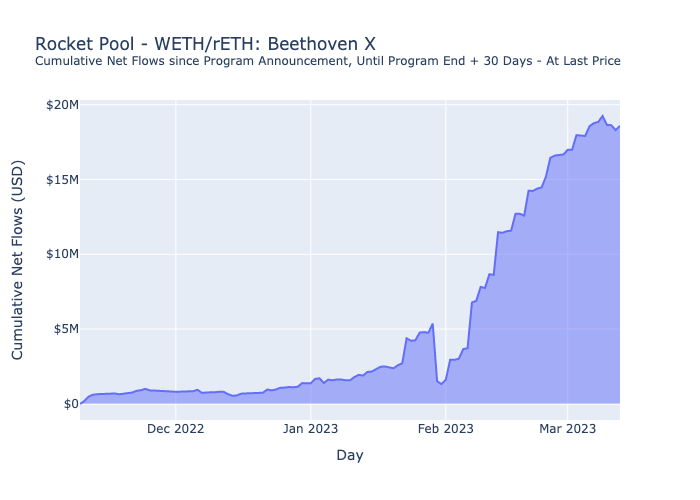 Rocket Pool - WETH/rETH: Beethoven X
Cumulative Net Flows since Program Announcement, Until Program End + 30 Days - At Last Price
Cumulative Net Flows (USD)
$20M
$15M
$10M
$5M
$0
Dec 2022
Jan 2023
Feb 2023
Mar 2023
Day